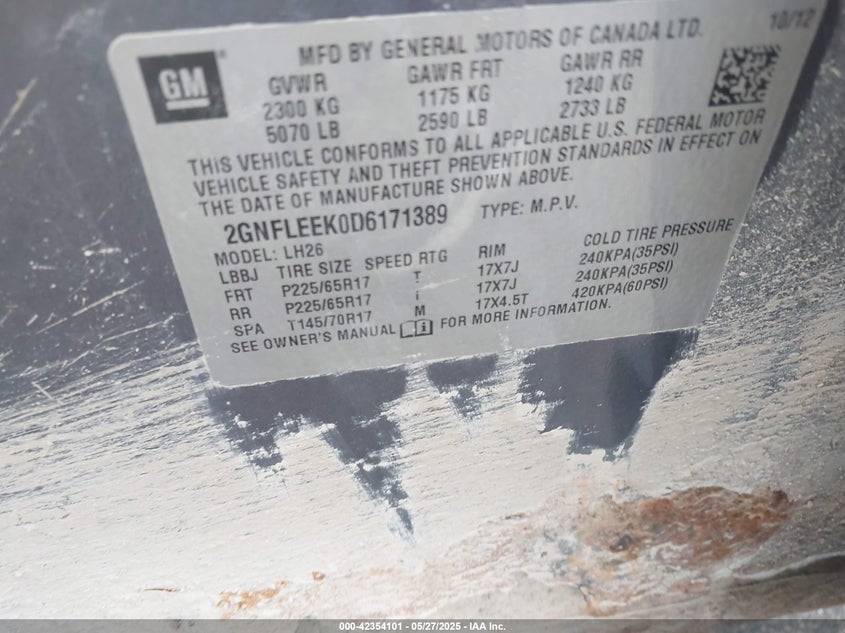 MFD BY GENERAL MOTORS OF CANADA LTD. 10/12
GM
GVWR GAWR FRT GAWR RR
2300 KG 1175 KG 1240 KG
5070 LB 2590 LB 2733 LB
THIS VEHICLE CONFORMS TO ALL APPLICABLE U.S. FEDERAL MOTOR
VEHICLE SAFETY AND THEFT PREVENTION STANDARDS IN EFFECT ON
THE DATE OF MANUFACTURE SHOWN ABOVE.
2GNFLEEK0D6171389 TYPE: M.P.V.
MODEL: LH26
LBBJ TIRE SIZE SPEED RTG RIM COLD TIRE PRESSURE
FRT P225/65R17 T 17X7J 240KPA(35PSI)
RR P225/65R17 T 17X7J 240KPA(35PSI)
SPA T145/70R17 M 17X4.5T 420KPA(60PSI)
SEE OWNER'S MANUAL FOR MORE INFORMATION.
000-42354101 - 05/27/2025 - IAA Inc.